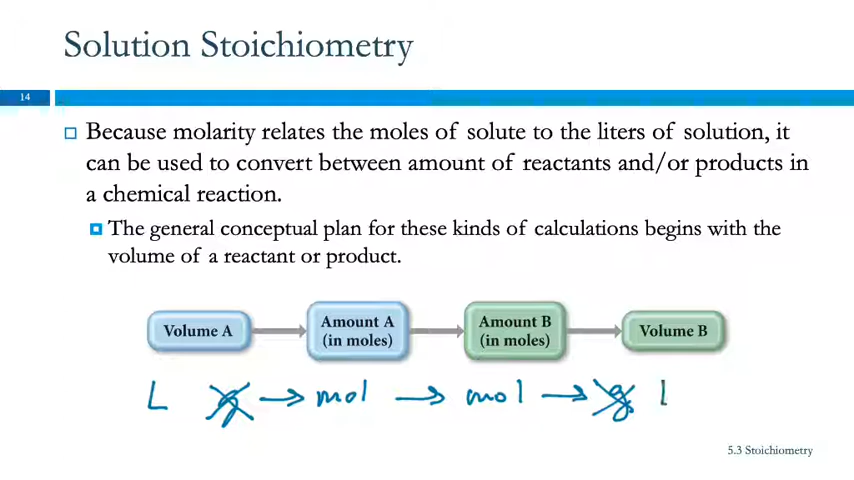 Solution Stoichiometry
14
Because molarity relates the moles of solute to the liters of solution, it
can be used to convert between amount of reactants and/or products in
a chemical reaction.
The general conceptual plan for these kinds of calculations begins with the
volume of a reactant or product.
Volume A
Amount A
(in moles)
Amount B
(in moles)
Volume B
L g → mol → mol → g L
5.3 Stoichiometry